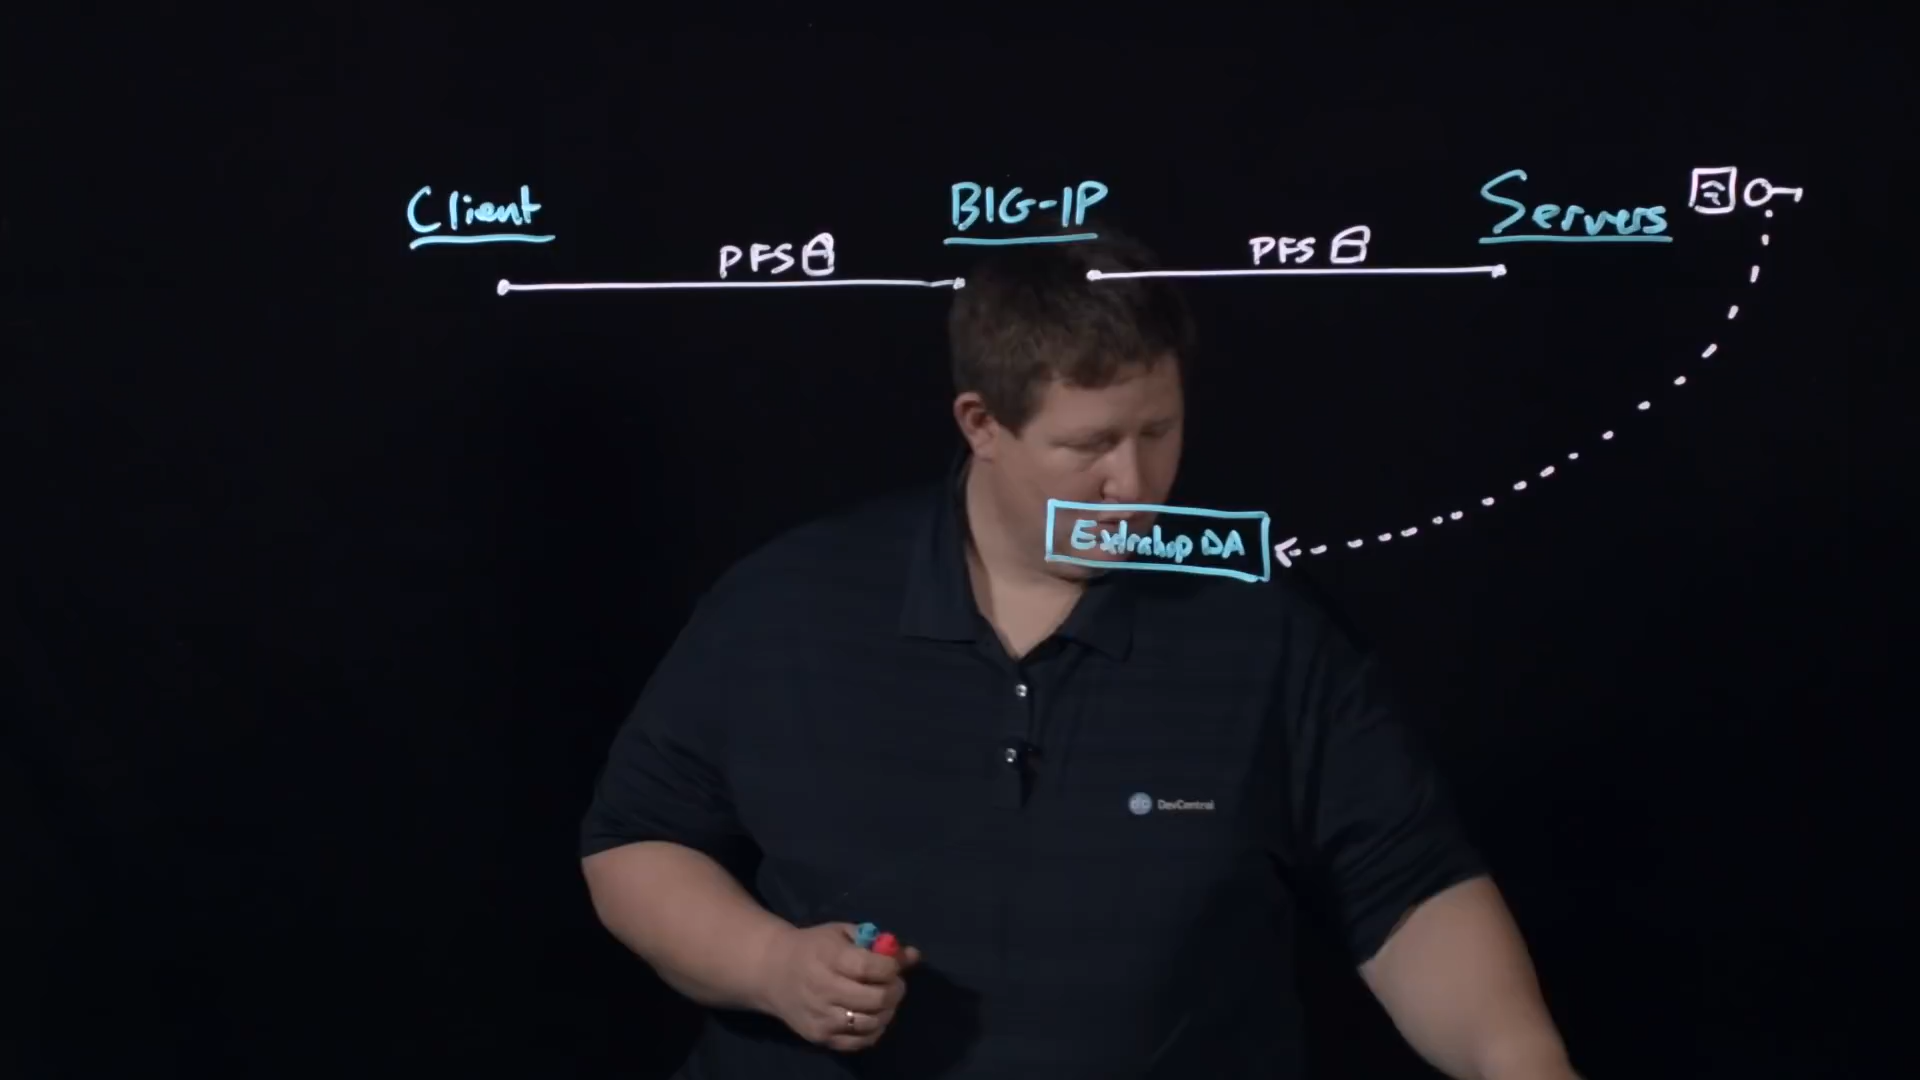 Client
BIG-IP
Servers
PFS
PFS
Extrahop DA
DevCentral